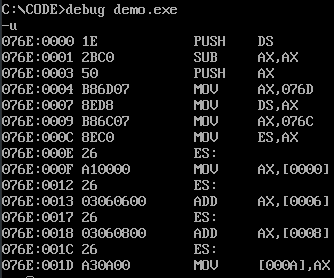 C:\CODE>debug demo.exe
-u
076E:0000 1E PUSH DS
076E:0001 2BC0 SUB AX,AX
076E:0003 50 PUSH AX
076E:0004 B86D07 MOV AX,076D
076E:0007 8ED8 MOV DS,AX
076E:0009 B86C07 MOV AX,076C
076E:000C 8EC0 MOV ES,AX
076E:000E 26 ES:
076E:000F A10000 MOV AX,[0000]
076E:0012 26 ES:
076E:0013 03060600 ADD AX,[0006]
076E:0017 26 ES:
076E:0018 03060800 ADD AX,[0008]
076E:001C 26 ES:
076E:001D A30A00 MOV [000A],AX